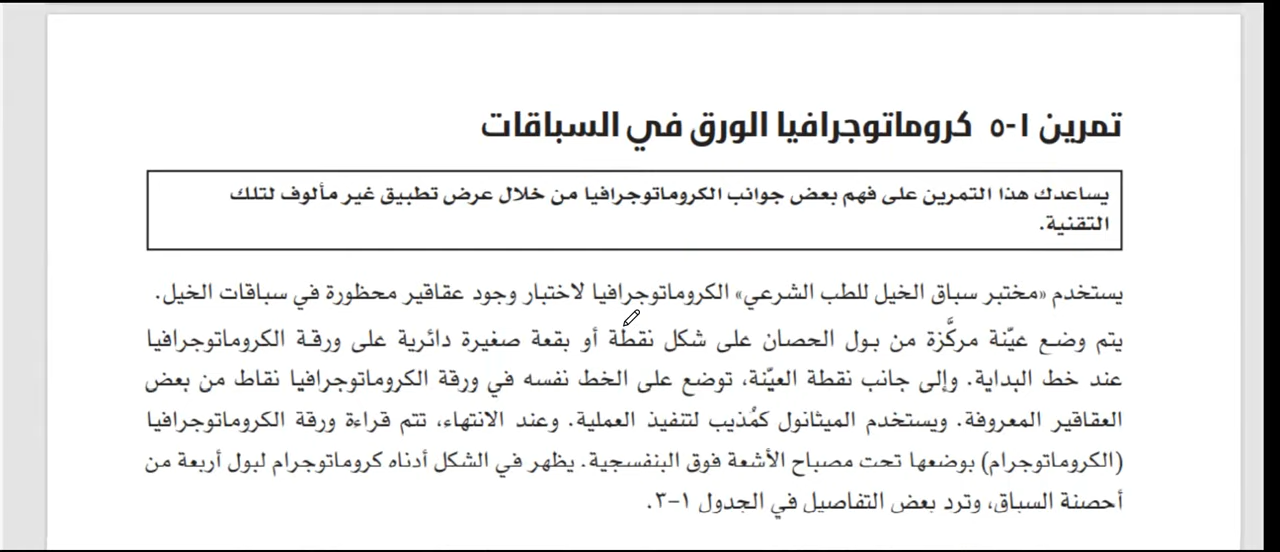 تمرين ١-٥ كروماتوجرافيا الورق في السباقات
يساعدك هذا التمرين على فهم بعض جوانب الكروماتوجرافيا من خلال عرض تطبيق غير مألوف لتلك
التقنية.
يستخدم «مختبر سباق الخيل للطب الشرعي» الكروماتوجرافيا لاختبار وجود عقاقير محظورة في سباقات الخيل.
يتم وضع عيّنة مركَّزة من بول الحصان على شكل نقطة أو بقعة صغيرة دائرية على ورقة الكروماتوجرافيا
عند خط البداية. وإلى جانب نقطة العيّنة، توضع على الخط نفسه في ورقة الكروماتوجرافيا نقاط من بعض
العقاقير المعروفة. ويستخدم الميثانول كمُذيب لتنفيذ العملية. وعند الانتهاء، تتم قراءة ورقة الكروماتوجرافيا
(الكروماتوجرام) بوضعها تحت مصباح الأشعة فوق البنفسجية. يظهر في الشكل أدناه كروماتوجرام لبول أربعة من
أحصنة السباق، وترد بعض التفاصيل في الجدول ١-٣.